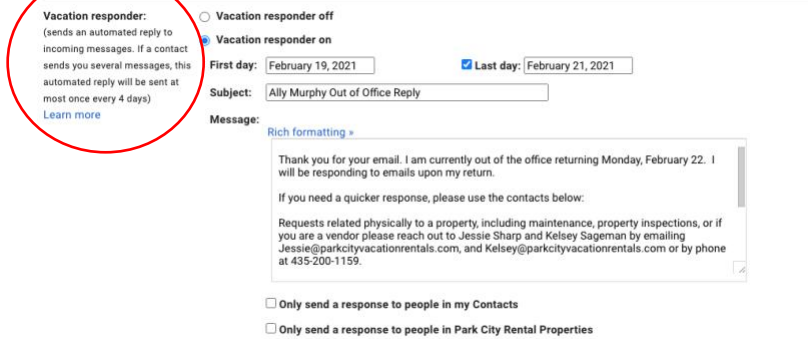 Vacation responder:
(sends an automated reply to
incoming messages. If a contact
sends you several messages, this
automated reply will be sent at
most once every 4 days)
Learn more
Vacation responder off
Vacation responder on
First day: February 19, 2021 Last day: February 21, 2021
Subject: Ally Murphy Out of Office Reply
Message:
Rich formatting »
Thank you for your email. I am currently out of the office returning Monday, February 22. I
will be responding to emails upon my return.
If you need a quicker response, please use the contacts below:
Requests related physically to a property, including maintenance, property inspections, or if
you are a vendor please reach out to Jessie Sharp and Kelsey Sageman by emailing
Jessie@parkcityvacationrentals.com, and Kelsey@parkcityvacationrentals.com or by phone
at 435-200-1159.
Only send a response to people in my Contacts
Only send a response to people in Park City Rental Properties